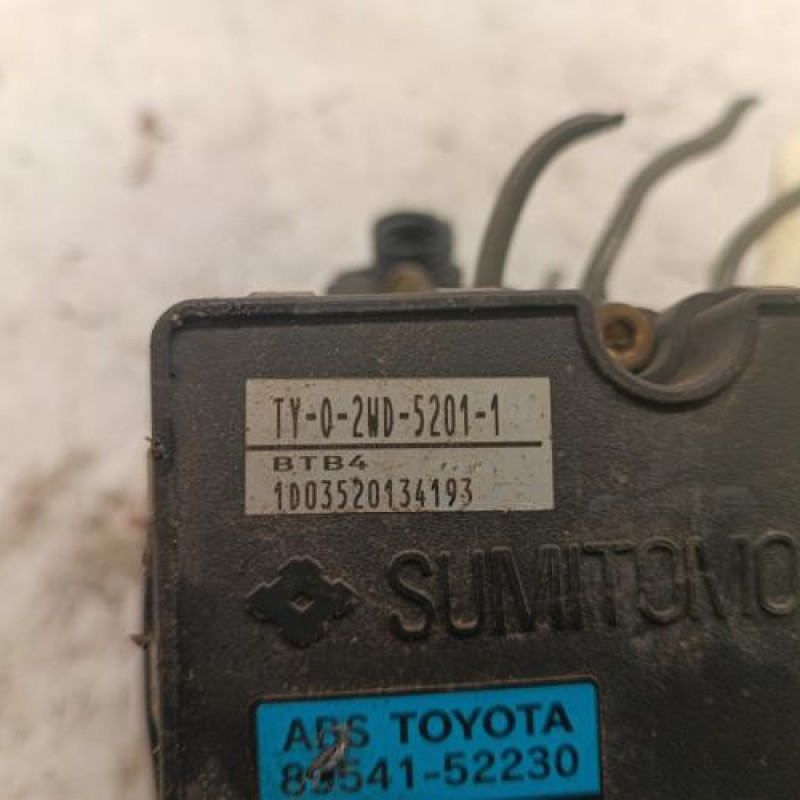 TY-0-2WD-5201-1
BTB4
1D03520134193
SUMITOMO
ABS TOYOTA
89541-52230